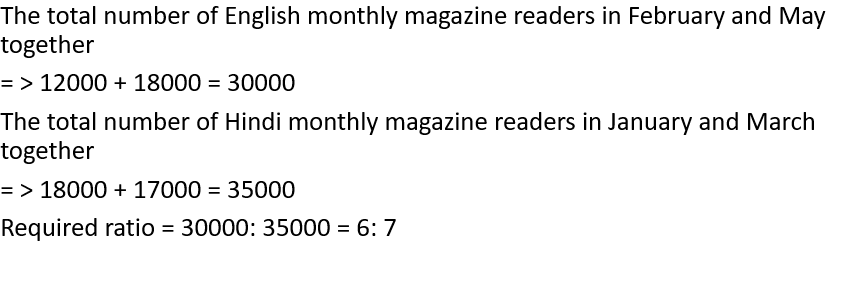 The total number of English monthly magazine readers in February and May
together
= > 12000 + 18000 = 30000
The total number of Hindi monthly magazine readers in January and March
together
= > 18000 + 17000 = 35000
Required ratio = 30000: 35000 = 6: 7